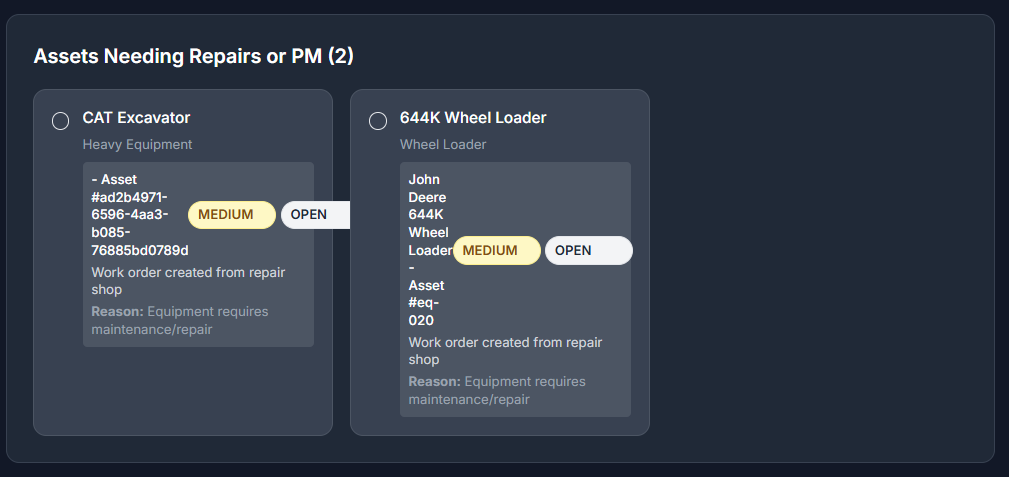 Assets Needing Repairs or PM (2)
CAT Excavator
Heavy Equipment
- Asset
#ad2b4971-
6596-4aa3-
b085-
76885bd0789d
MEDIUM
OPEN
Work order created from repair
shop
Reason: Equipment requires
maintenance/repair
644K Wheel Loader
Wheel Loader
John
Deere
644K
Wheel
Loader
-
Asset
#eq-
020
MEDIUM
OPEN
Work order created from repair
shop
Reason: Equipment requires
maintenance/repair